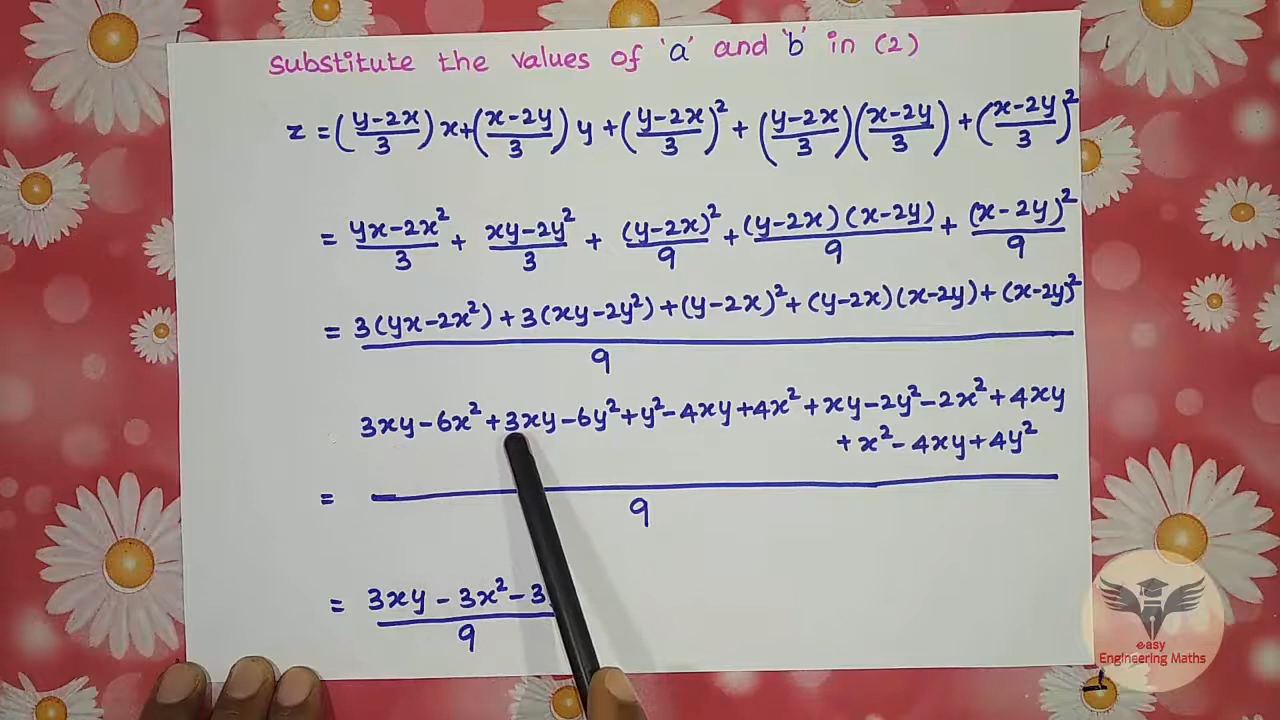 Substitute the values of 'a' and 'b' in (2)
z = ((y-2x)/3) x + ((x-2y)/3) y + ((y-2x)/3)² + ((y-2x)/3)((x-2y)/3) + ((x-2y)/3)²
= (yx-2x²)/3 + (xy-2y²)/3 + (y-2x)²/9 + (y-2x)(x-2y)/9 + (x-2y)²/9
= 3(yx-2x²) + 3(xy-2y²) + (y-2x)² + (y-2x)(x-2y) + (x-2y)²
9
3xy-6x²+3xy-6y²+y²-4xy+4x²+xy-2y²-2x²+4xy
+x²-4xy+4y²
=
9
= 3xy - 3x² - 3
9
easy
Engineering Maths